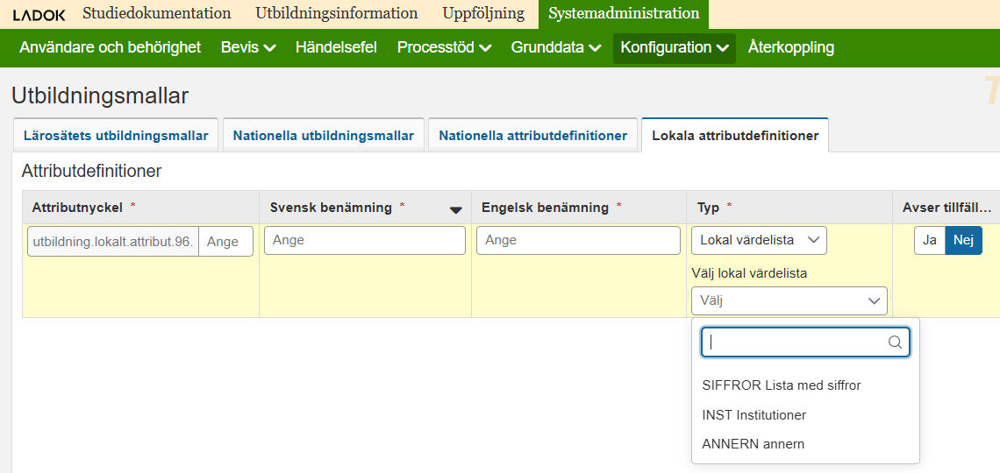 LADOK Studiedokumentation Utbildningsinformation Uppföljning Systemadministration
Användare och behörighet Bevis Händelsefel Processtöd Grunddata Konfiguration Återkoppling
Utbildningsmallar
Lärosätets utbildningsmallar Nationella utbildningsmallar Nationella attributdefinitioner Lokala attributdefinitioner
Attributdefinitioner
Attributnyckel * Svensk benämning * Engelsk benämning * Typ * Avser tillfäll...
utbildning.lokalt.attribut.96. Ange Ange Ange Lokal värdelista Ja Nej
Välj lokal värdelista
Välj
SIFFROR Lista med siffror
INST Institutioner
ANNERN annern